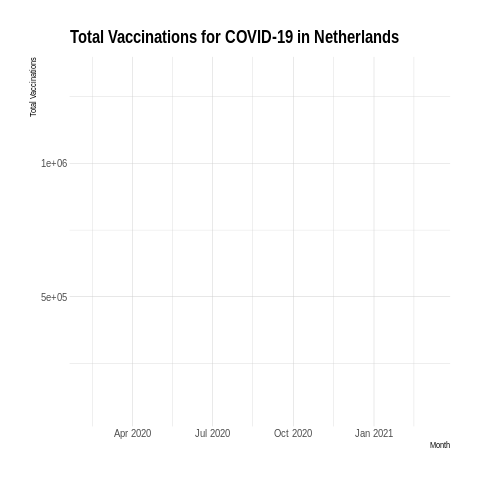 Total Vaccinations for COVID-19 in Netherlands
Total Vaccinations
1e+06
5e+05
Apr 2020
Jul 2020
Oct 2020
Jan 2021
Month